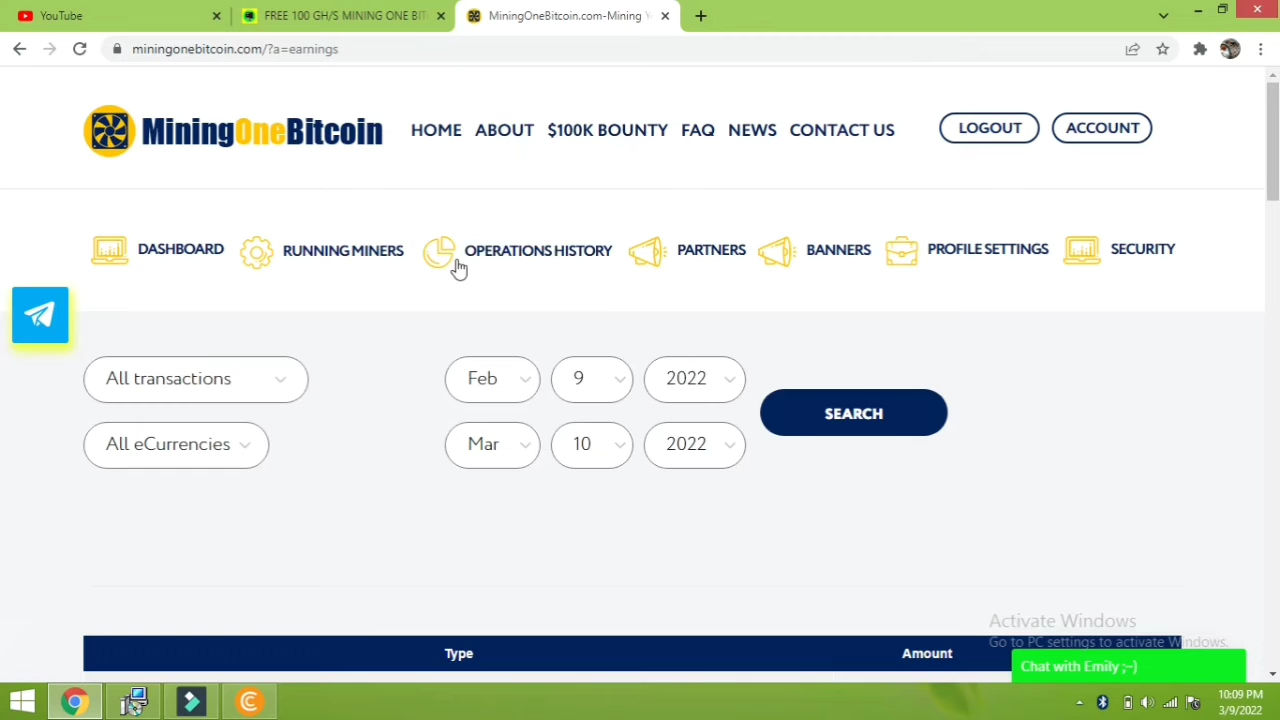 YouTube
FREE 100 GH/S MINING ONE BIT
MiningOneBitcoin.com-Mining Y
miningonebitcoin.com/?a=earnings
MiningOneBitcoin
HOME ABOUT $100K BOUNTY FAQ NEWS CONTACT US
LOGOUT ACCOUNT
DASHBOARD RUNNING MINERS OPERATIONS HISTORY PARTNERS BANNERS PROFILE SETTINGS SECURITY
All transactions Feb 9 2022
SEARCH
All eCurrencies Mar 10 2022
Activate Windows
Go to PC settings to activate Windows.
Type Amount
Chat with Emily ;-)
10:09 PM
3/9/2022